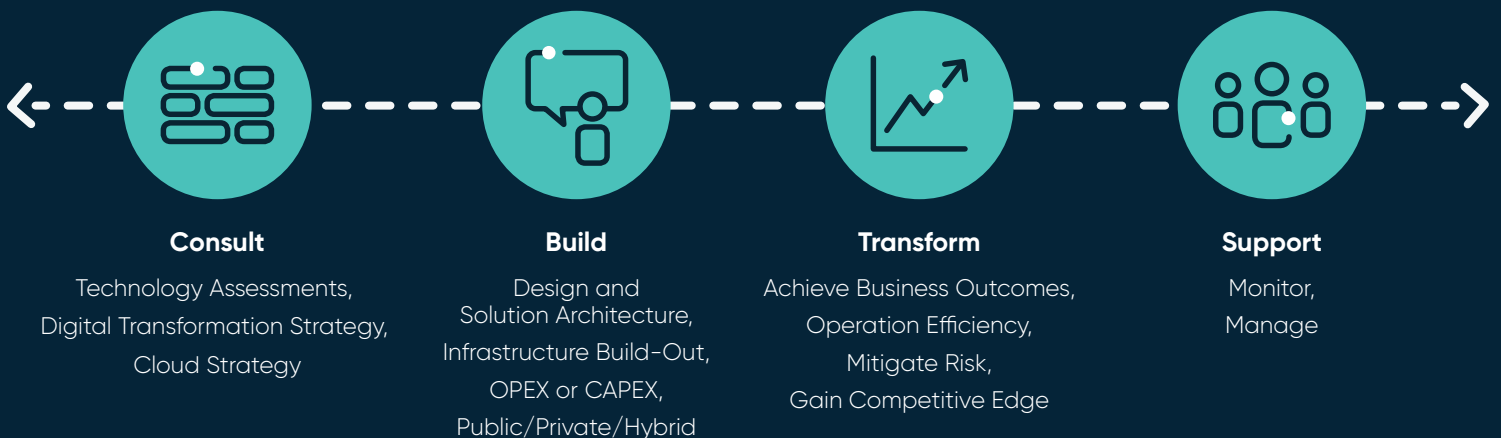 Consult
Technology Assessments,
Digital Transformation Strategy,
Cloud Strategy
Build
Design and
Solution Architecture,
Infrastructure Build-Out,
OPEX or CAPEX,
Public/Private/Hybrid
Transform
Achieve Business Outcomes,
Operation Efficiency,
Mitigate Risk,
Gain Competitive Edge
Support
Monitor,
Manage